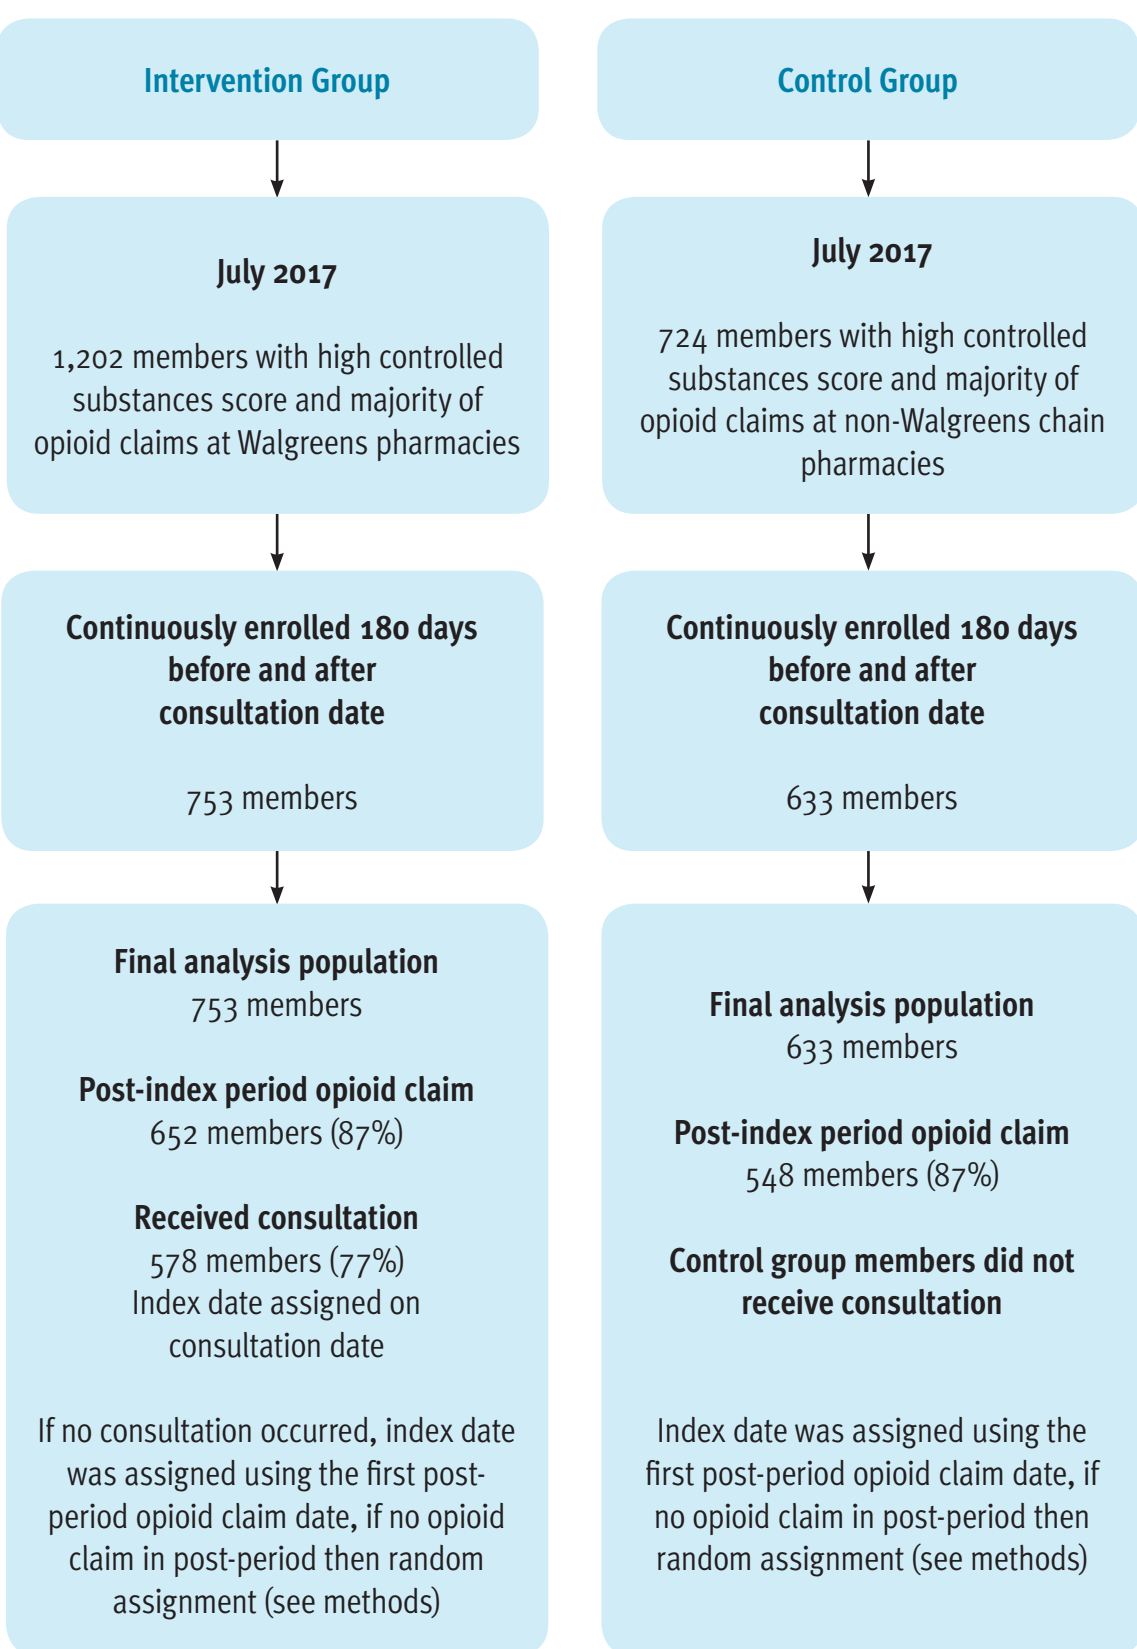 Intervention Group
July 2017
1,202 members with high controlled
substances score and majority of
opioid claims at Walgreens pharmacies
Continuously enrolled 180 days
before and after
consultation date
753 members
Final analysis population
753 members
Post-index period opioid claim
652 members (87%)
Received consultation
578 members (77%)
Index date assigned on
consultation date
If no consultation occurred, index date
was assigned using the first post-
period opioid claim date, if no opioid
claim in post-period then random
assignment (see methods)
Control Group
July 2017
724 members with high controlled
substances score and majority of
opioid claims at non-Walgreens chain
pharmacies
Continuously enrolled 180 days
before and after
consultation date
633 members
Final analysis population
633 members
Post-index period opioid claim
548 members (87%)
Control group members did not
receive consultation
Index date was assigned using the
first post-period opioid claim date, if
no opioid claim in post-period then
random assignment (see methods)